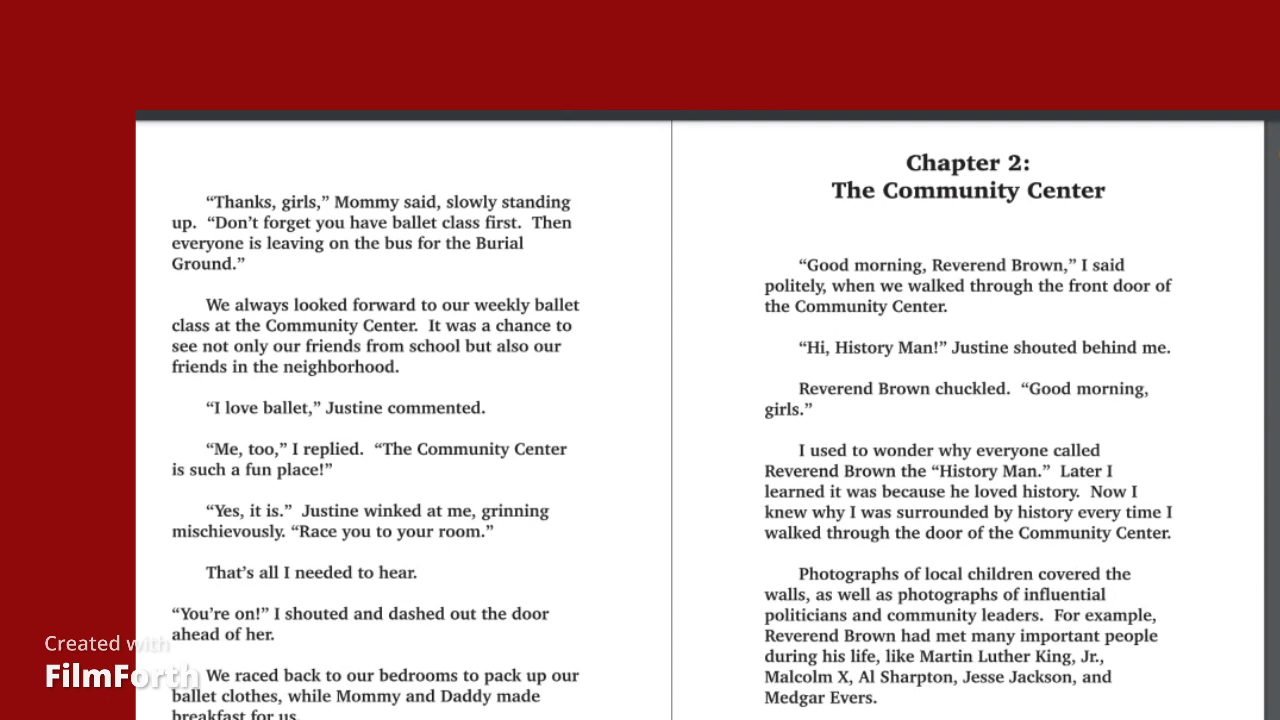 “Thanks, girls,” Mommy said, slowly standing
up.  “Don’t forget you have ballet class first.  Then
everyone is leaving on the bus for the Burial
Ground.”
We always looked forward to our weekly ballet
class at the Community Center.  It was a chance to
see not only our friends from school but also our
friends in the neighborhood.
“I love ballet,” Justine commented.
“Me, too,” I replied.  “The Community Center
is such a fun place!”
“Yes, it is.”  Justine winked at me, grinning
mischievously. “Race you to your room.”
That’s all I needed to hear.
“You’re on!” I shouted and dashed out the door
ahead of her.
We raced back to our bedrooms to pack up our
ballet clothes, while Mommy and Daddy made
breakfast for us.
Chapter 2:
The Community Center
“Good morning, Reverend Brown,” I said
politely, when we walked through the front door of
the Community Center.
“Hi, History Man!” Justine shouted behind me.
Reverend Brown chuckled.  “Good morning,
girls.”
I used to wonder why everyone called
Reverend Brown the “History Man.”  Later I
learned it was because he loved history.  Now I
knew why I was surrounded by history every time I
walked through the door of the Community Center.
Photographs of local children covered the
walls, as well as photographs of influential
politicians and community leaders.  For example,
Reverend Brown had met many important people
during his life, like Martin Luther King, Jr.,
Malcolm X, Al Sharpton, Jesse Jackson, and
Medgar Evers.
Created with
FilmForth